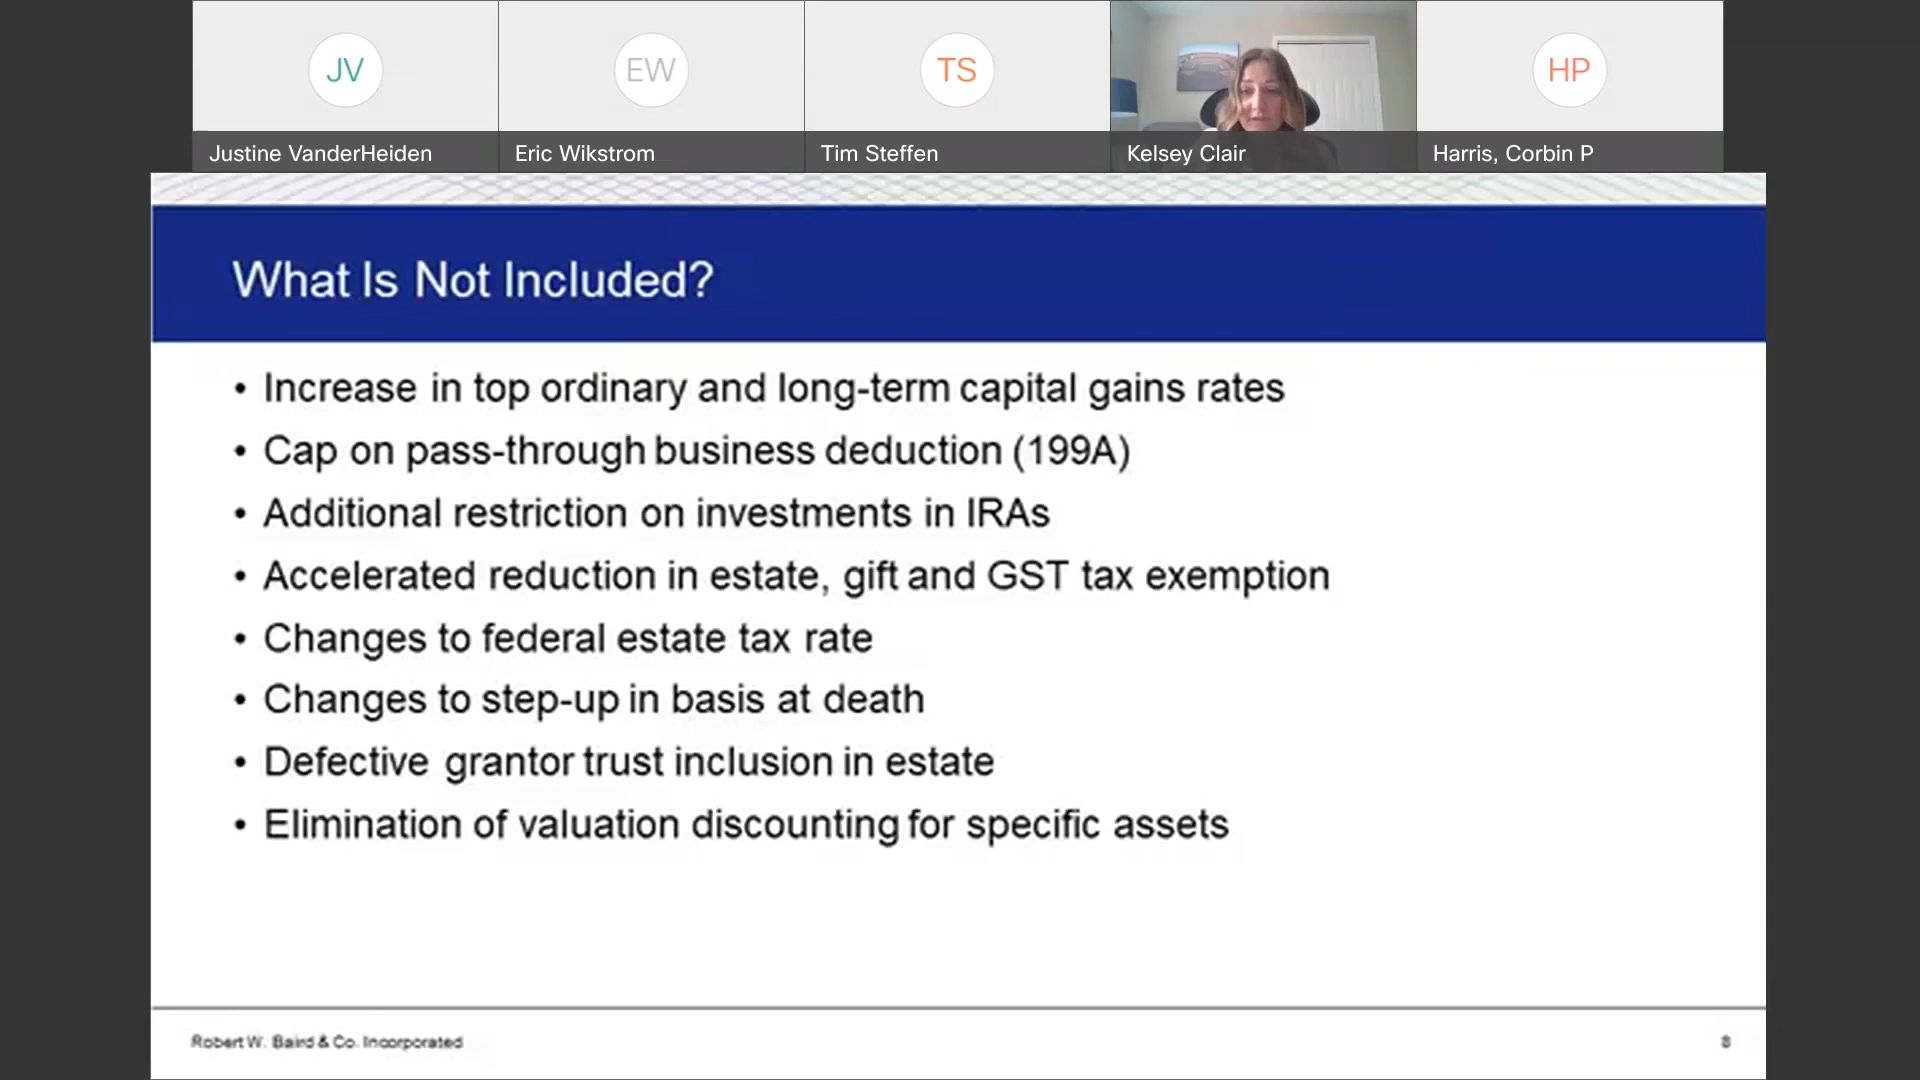 JV
EW
TS
HP
Justine VanderHeiden
Eric Wikstrom
Tim Steffen
Kelsey Clair
Harris, Corbin P
What Is Not Included?
• Increase in top ordinary and long-term capital gains rates
• Cap on pass-through business deduction (199A)
• Additional restriction on investments in IRAs
• Accelerated reduction in estate, gift and GST tax exemption
• Changes to federal estate tax rate
• Changes to step-up in basis at death
• Defective grantor trust inclusion in estate
• Elimination of valuation discounting for specific assets
Robert W. Baird & Co. Incorporated
8